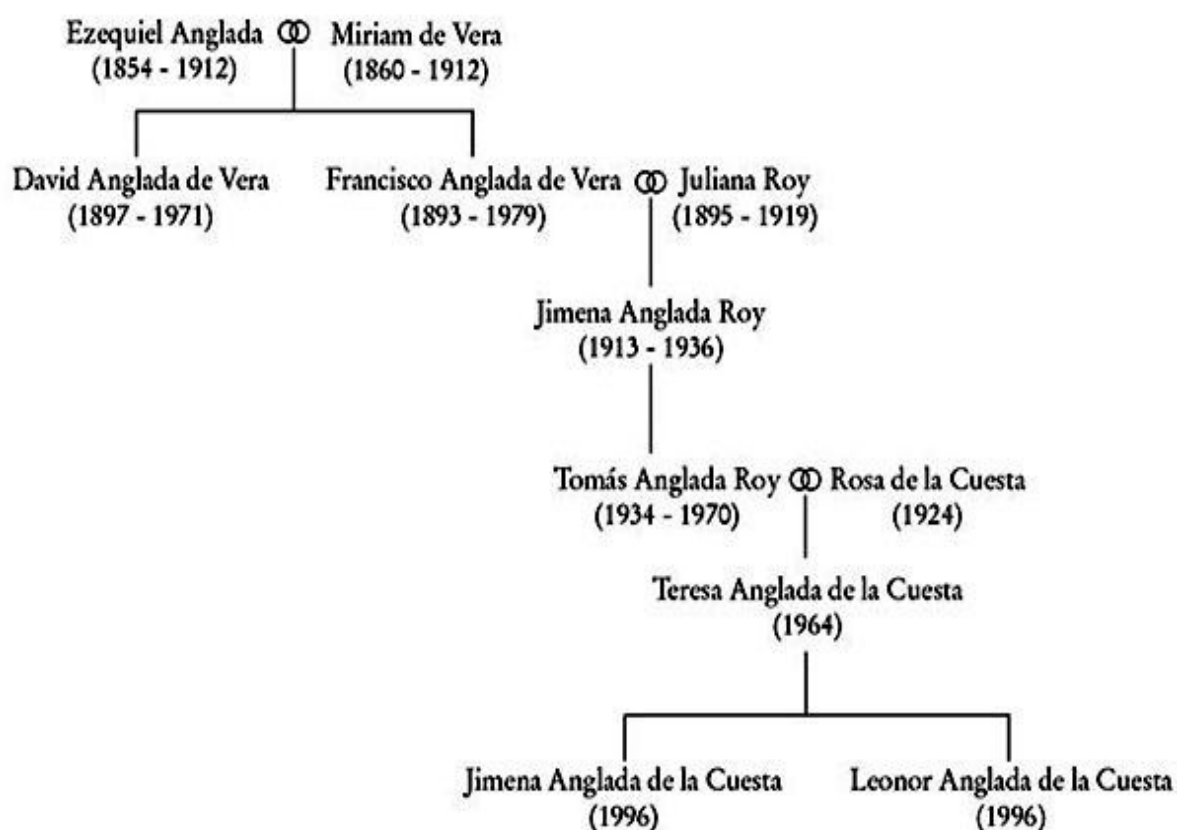 Ezequiel Anglada Miriam de Vera
(1854 - 1912) (1860 - 1912)
David Anglada de Vera Francisco Anglada de Vera Juliana Roy
(1897 - 1971) (1893 - 1979) (1895 - 1919)
Jimena Anglada Roy
(1913 - 1936)
Tomás Anglada Roy Rosa de la Cuesta
(1934 - 1970) (1924)
Teresa Anglada de la Cuesta
(1964)
Jimena Anglada de la Cuesta Leonor Anglada de la Cuesta
(1996) (1996)